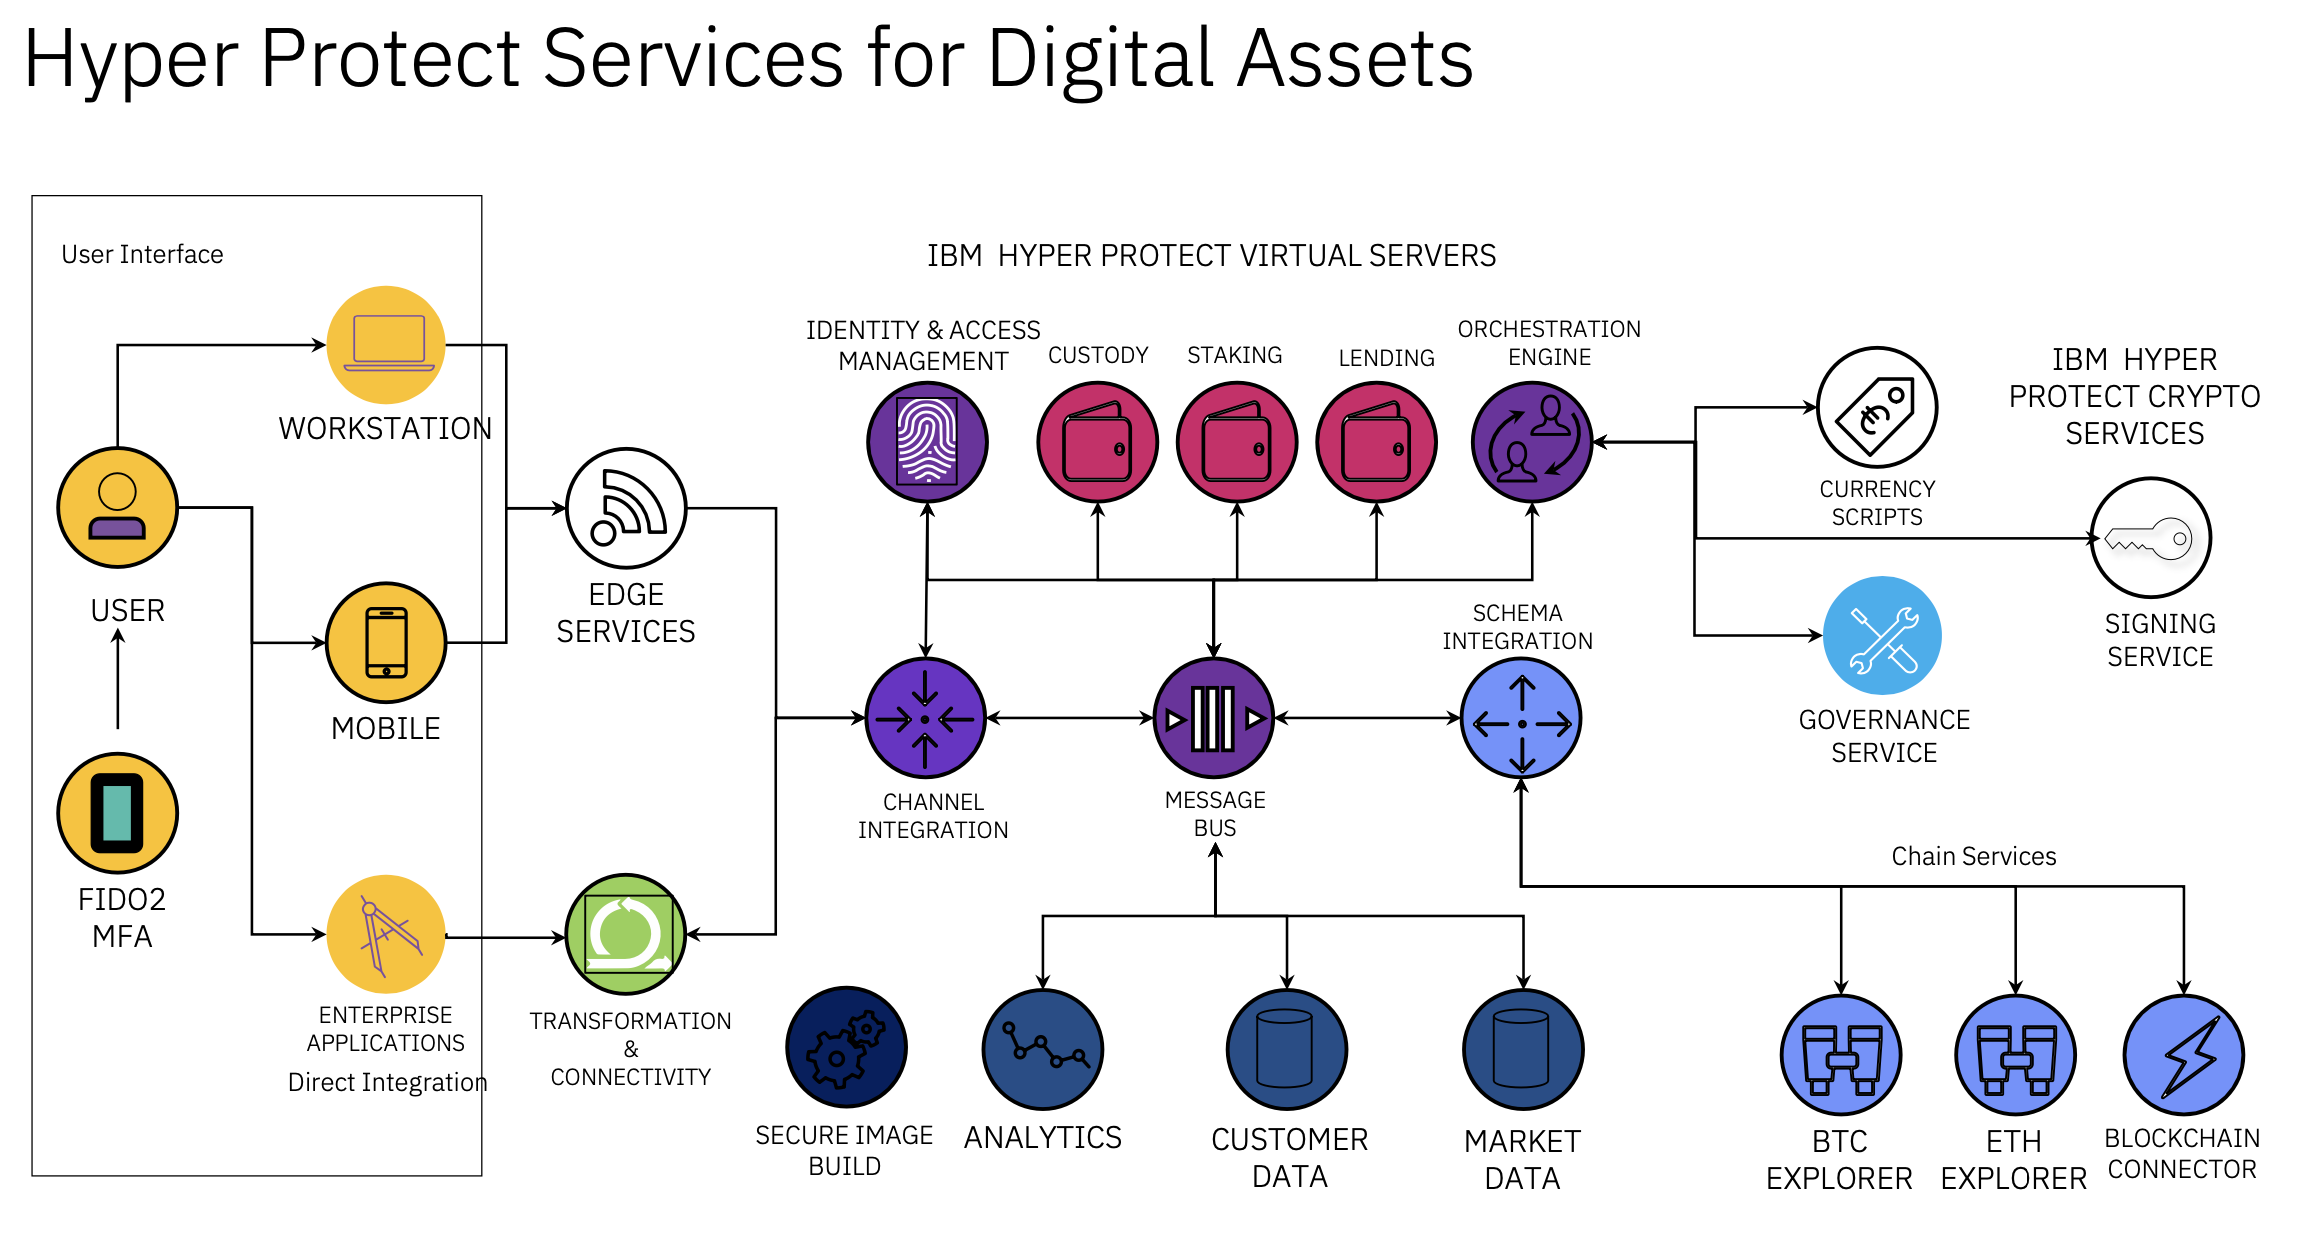 Hyper Protect Services for Digital Assets
User Interface
WORKSTATION
USER
MOBILE
FIDO2
MFA
ENTERPRISE
APPLICATIONS
Direct Integration
EDGE
SERVICES
TRANSFORMATION
&
CONNECTIVITY
IBM  HYPER PROTECT VIRTUAL SERVERS
IDENTITY & ACCESS
MANAGEMENT
CUSTODY
STAKING
LENDING
ORCHESTRATION
ENGINE
CHANNEL
INTEGRATION
MESSAGE
BUS
SCHEMA
INTEGRATION
SECURE IMAGE
BUILD
ANALYTICS
CUSTOMER
DATA
MARKET
DATA
CURRENCY
SCRIPTS
IBM  HYPER
PROTECT CRYPTO
SERVICES
SIGNING
SERVICE
GOVERNANCE
SERVICE
Chain Services
BTC
EXPLORER
ETH
EXPLORER
BLOCKCHAIN
CONNECTOR